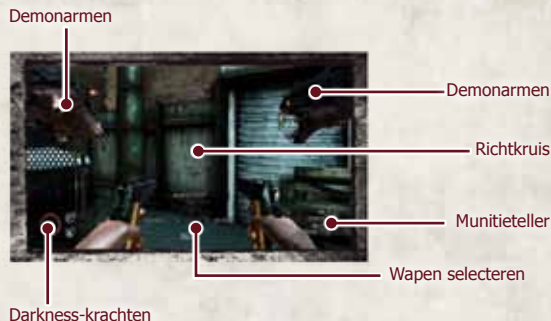 Demonarmen
Demonarmen
Richtkruis
Munitieteller
Wapen selecteren
Darkness-krachten